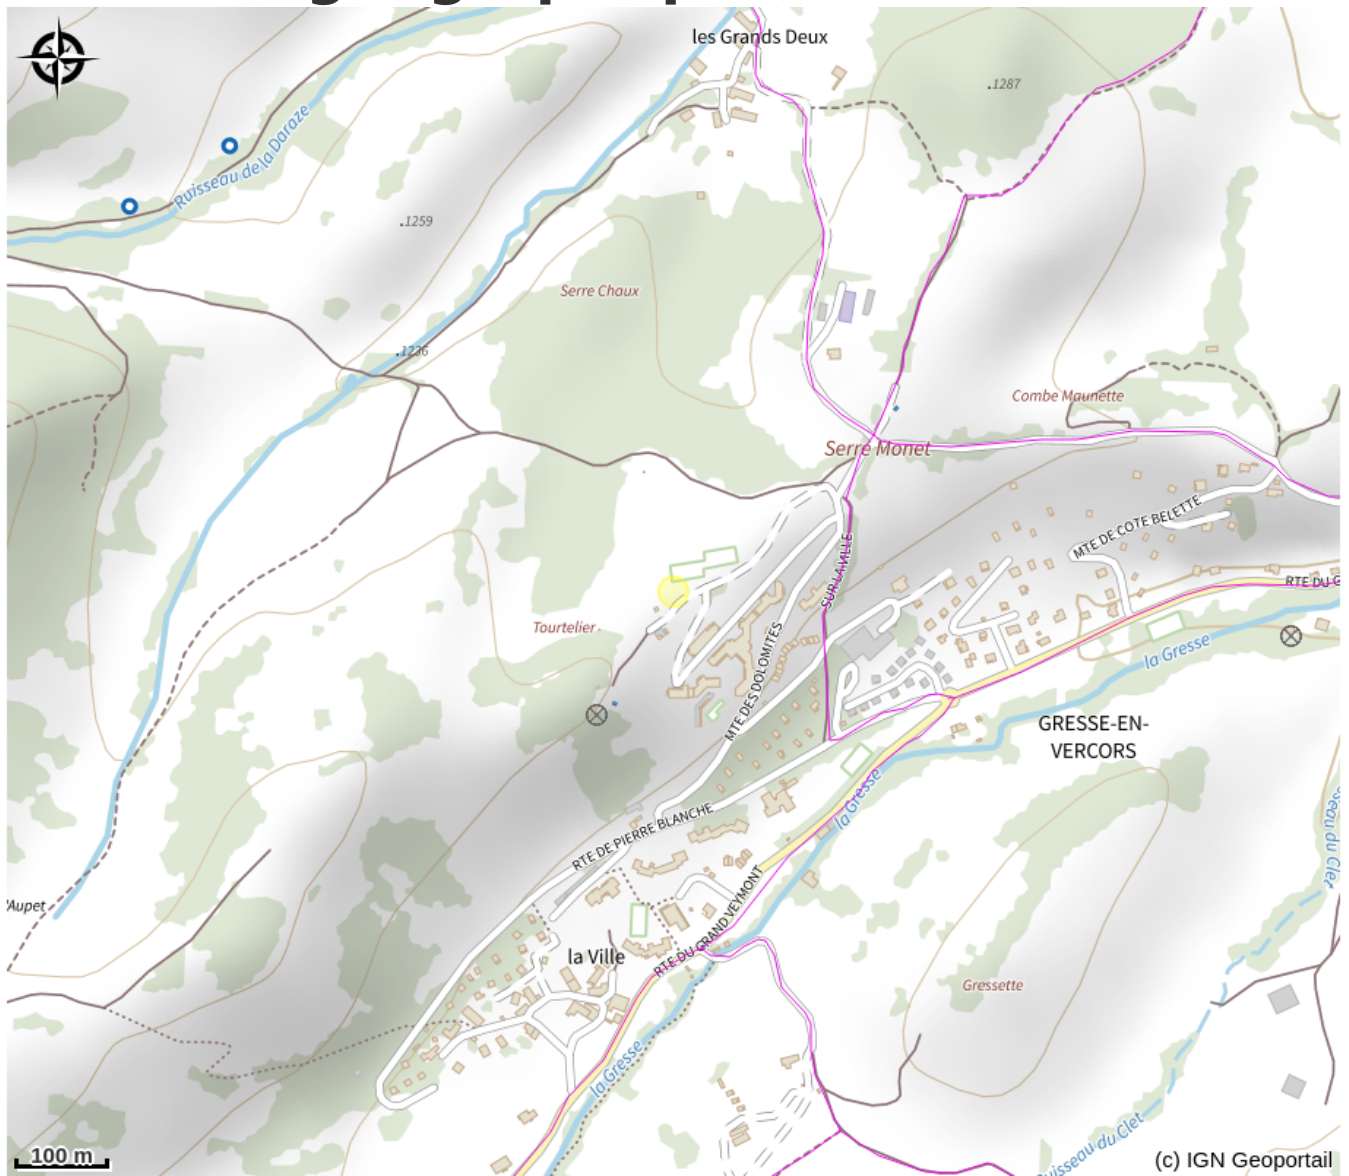 les Grands Deux
.1287
Ruisseau de la Daraze
.1259
Serre Chaux
.1236
Combe Maunette
Serre Monet
MTE DE COTE BELETTE
SUR LA VILLE
RTE DU G
Tourtelier
la Gresse
MTE DES DOLOMITES
GRESSE-EN-
VERCORS
la Gresse
RTE DE PIERRE BLANCHE
'Aupet
RTE DU GRAND VEYMONT
la Ville
Gressette
la Gresse
sseau du Clet
uisseau du Clet
100 m
(c) IGN Geoportail